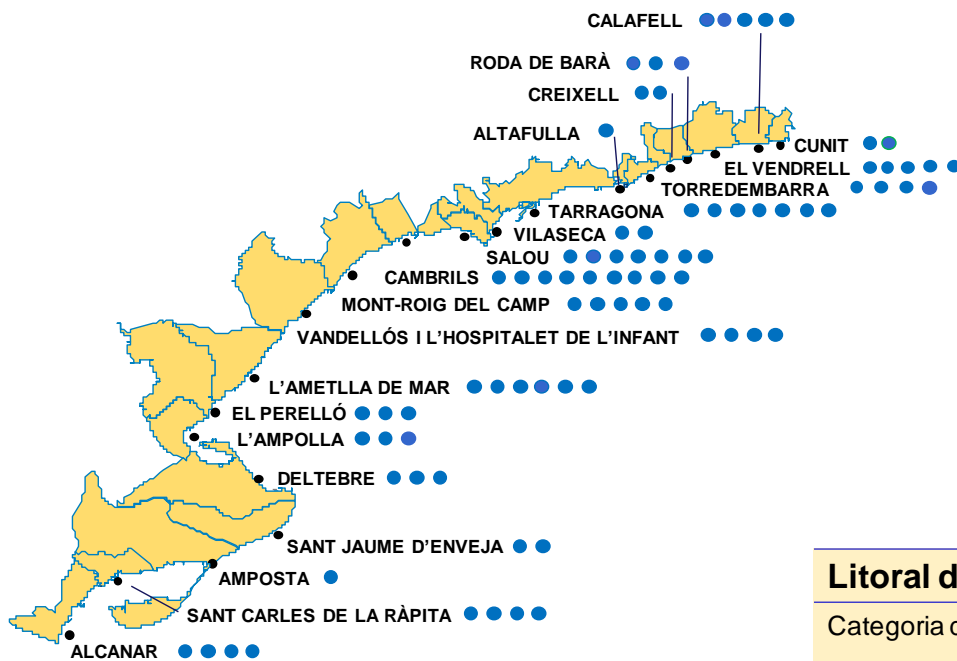 CALAFELL
RODA DE BARÀ
CREIXELL
ALTAFULLA
CUNIT
EL VENDRELL
TORREDEMBARRA
TARRAGONA
VILASECA
SALOU
CAMBRILS
MONT-ROIG DEL CAMP
VANDELLÓS I L’HOSPITALET DE L’INFANT
L’AMETLLA DE MAR
EL PERELLÓ
L’AMPOLLA
DELTEBRE
SANT JAUME D’ENVEJA
AMPOSTA
SANT CARLES DE LA RÀPITA
ALCANAR
Litoral d
Categoria